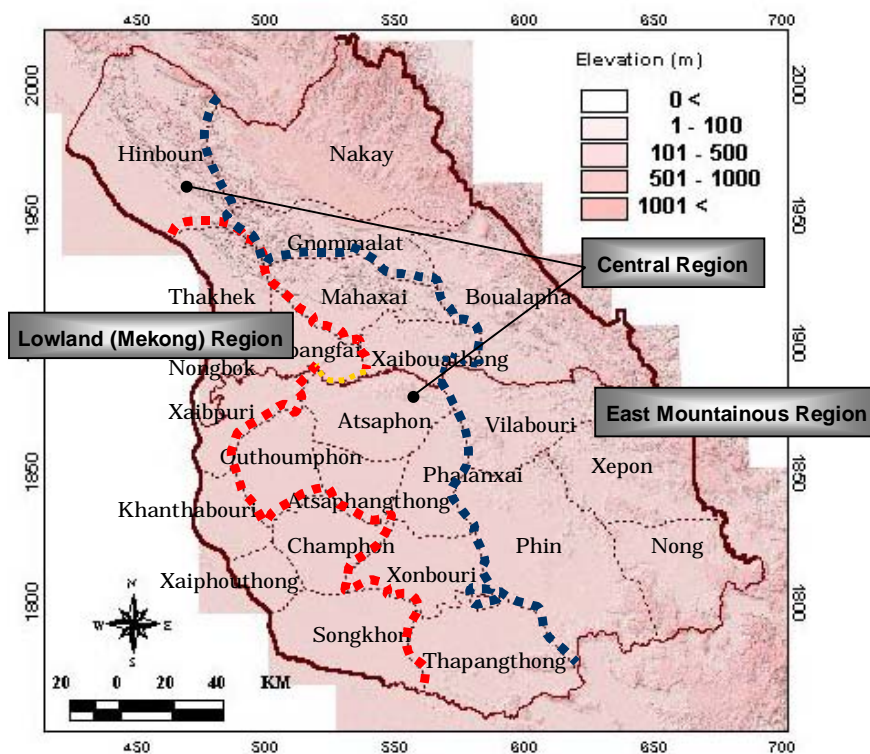 450 500 550 600 650 700
2000
2000
Elevation (m)
0 <
1 - 100
101 - 500
501 - 1000
1001 <
Hinboun
Nakay
1950
1950
Gnommalat
Central Region
Thakhek
Mahaxai
Boualapha
Lowland (Mekong) Region
Xaibouathong
1900
Nongbok
Xaibpuri
Atsaphon
Vilabouri
East Mountainous Region
Outhoumphon
Phalanxai
Xepon
1850
1850
Khanthabouri
Atsaphangthong
Champhon
Phin
Nong
Xaiphouthong
Xonbouri
1800
1800
N
W E
S
Songkhon
Thapangthong
20 0 20 40 KM
450 500 550 600 650 700